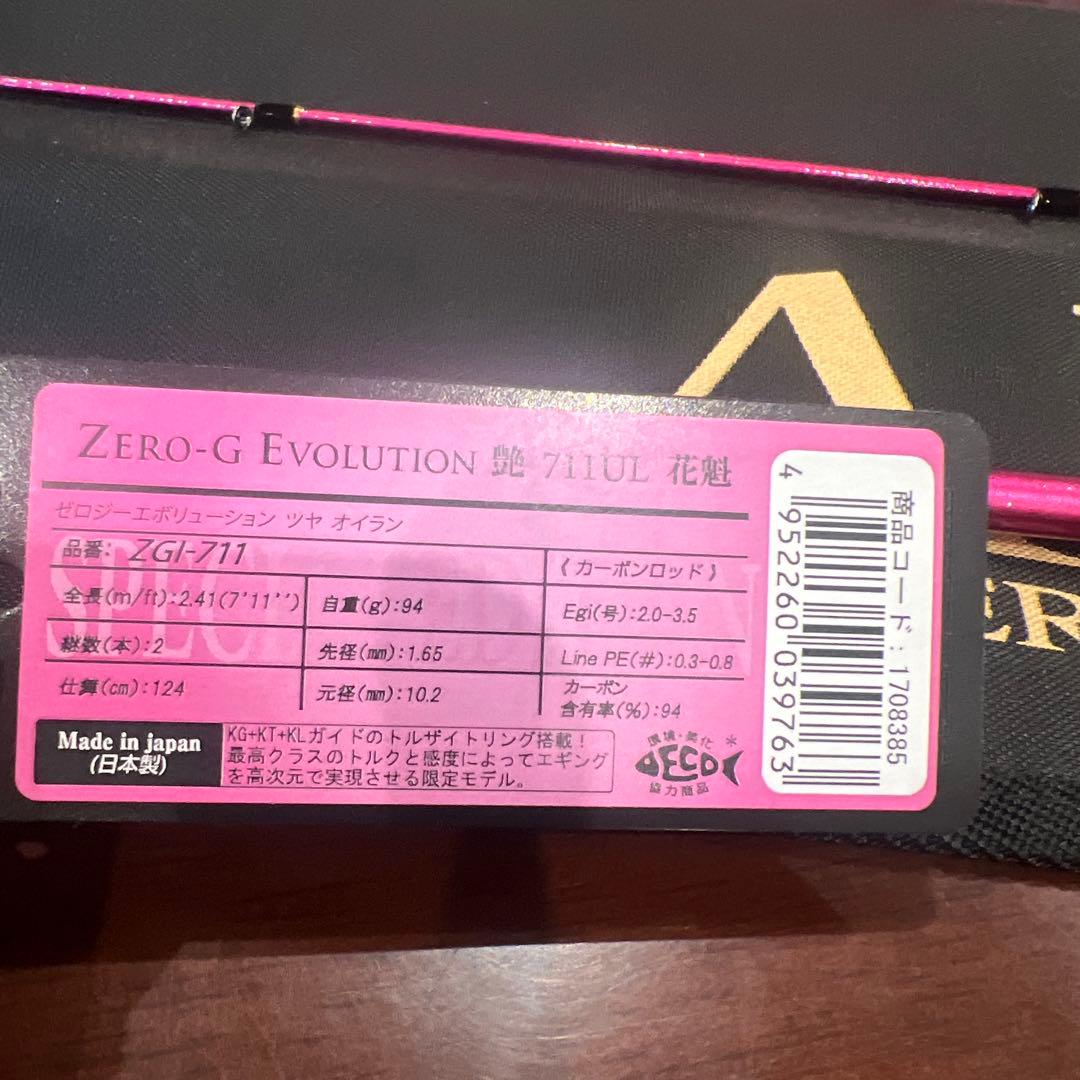 A
ER
ZERO-G EVOLUTION 艶 711UL 花魁
ゼロジーエボリューション ツヤ オイラン
SPECI
品番: ZGI-711
《カーボンロッド》
全長(m/ft):2.41(7'11'')
自重(g):94
Egi(号):2.0-3.5
継数(本):2
先径(mm):1.65
Line PE(#):0.3-0.8
仕舞(cm):124
元径(mm):10.2
カーボン
含有率(%):94
Made in japan
(日本製)
KG+KT+KLガイドのトルザイトリング搭載!
最高クラスのトルクと感度によってエギング
を高次元で実現させる限定モデル。
環境・美化
DECO
協力商品
商品コード:1708385
4 952260 039763